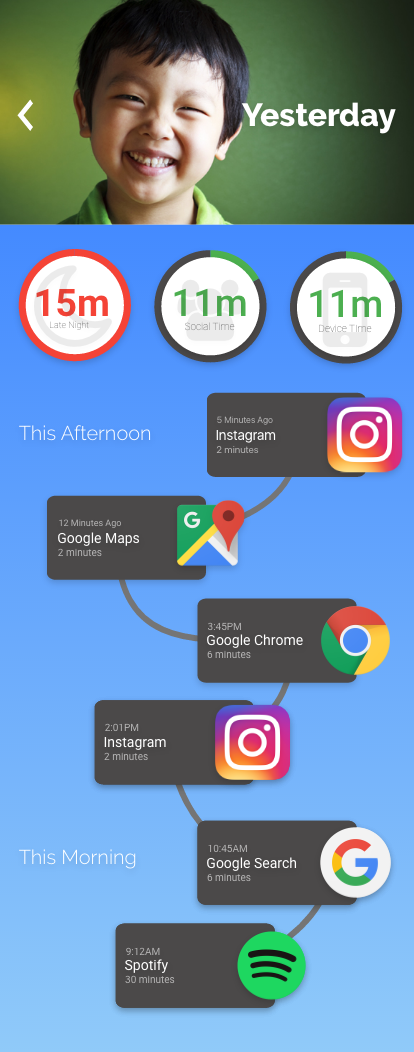 Yesterday
15m
Late Night
11m
Social Time
11m
Device Time
This Afternoon
5 Minutes Ago
Instagram
2 minutes
12 Minutes Ago
Google Maps
2 minutes
G
3:45PM
Google Chrome
6 minutes
2:01PM
Instagram
2 minutes
This Morning
10:45AM
Google Search
6 minutes
G
9:12AM
Spotify
30 minutes